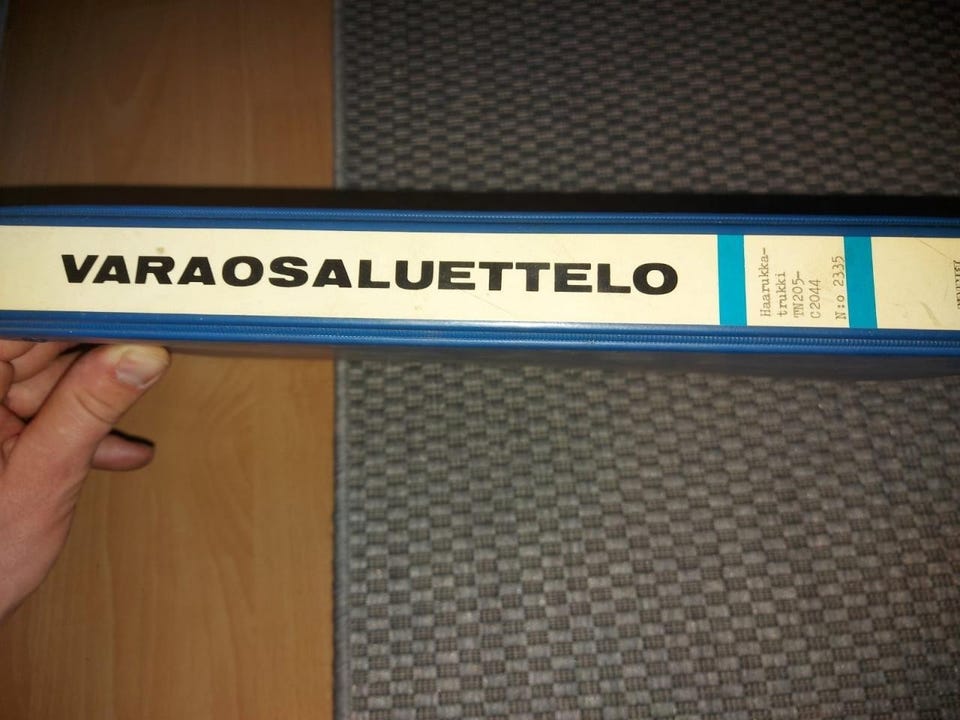 VARAOSALUETTELO
Haarukka-
trukki
TN205-
C2044
N:o 2335